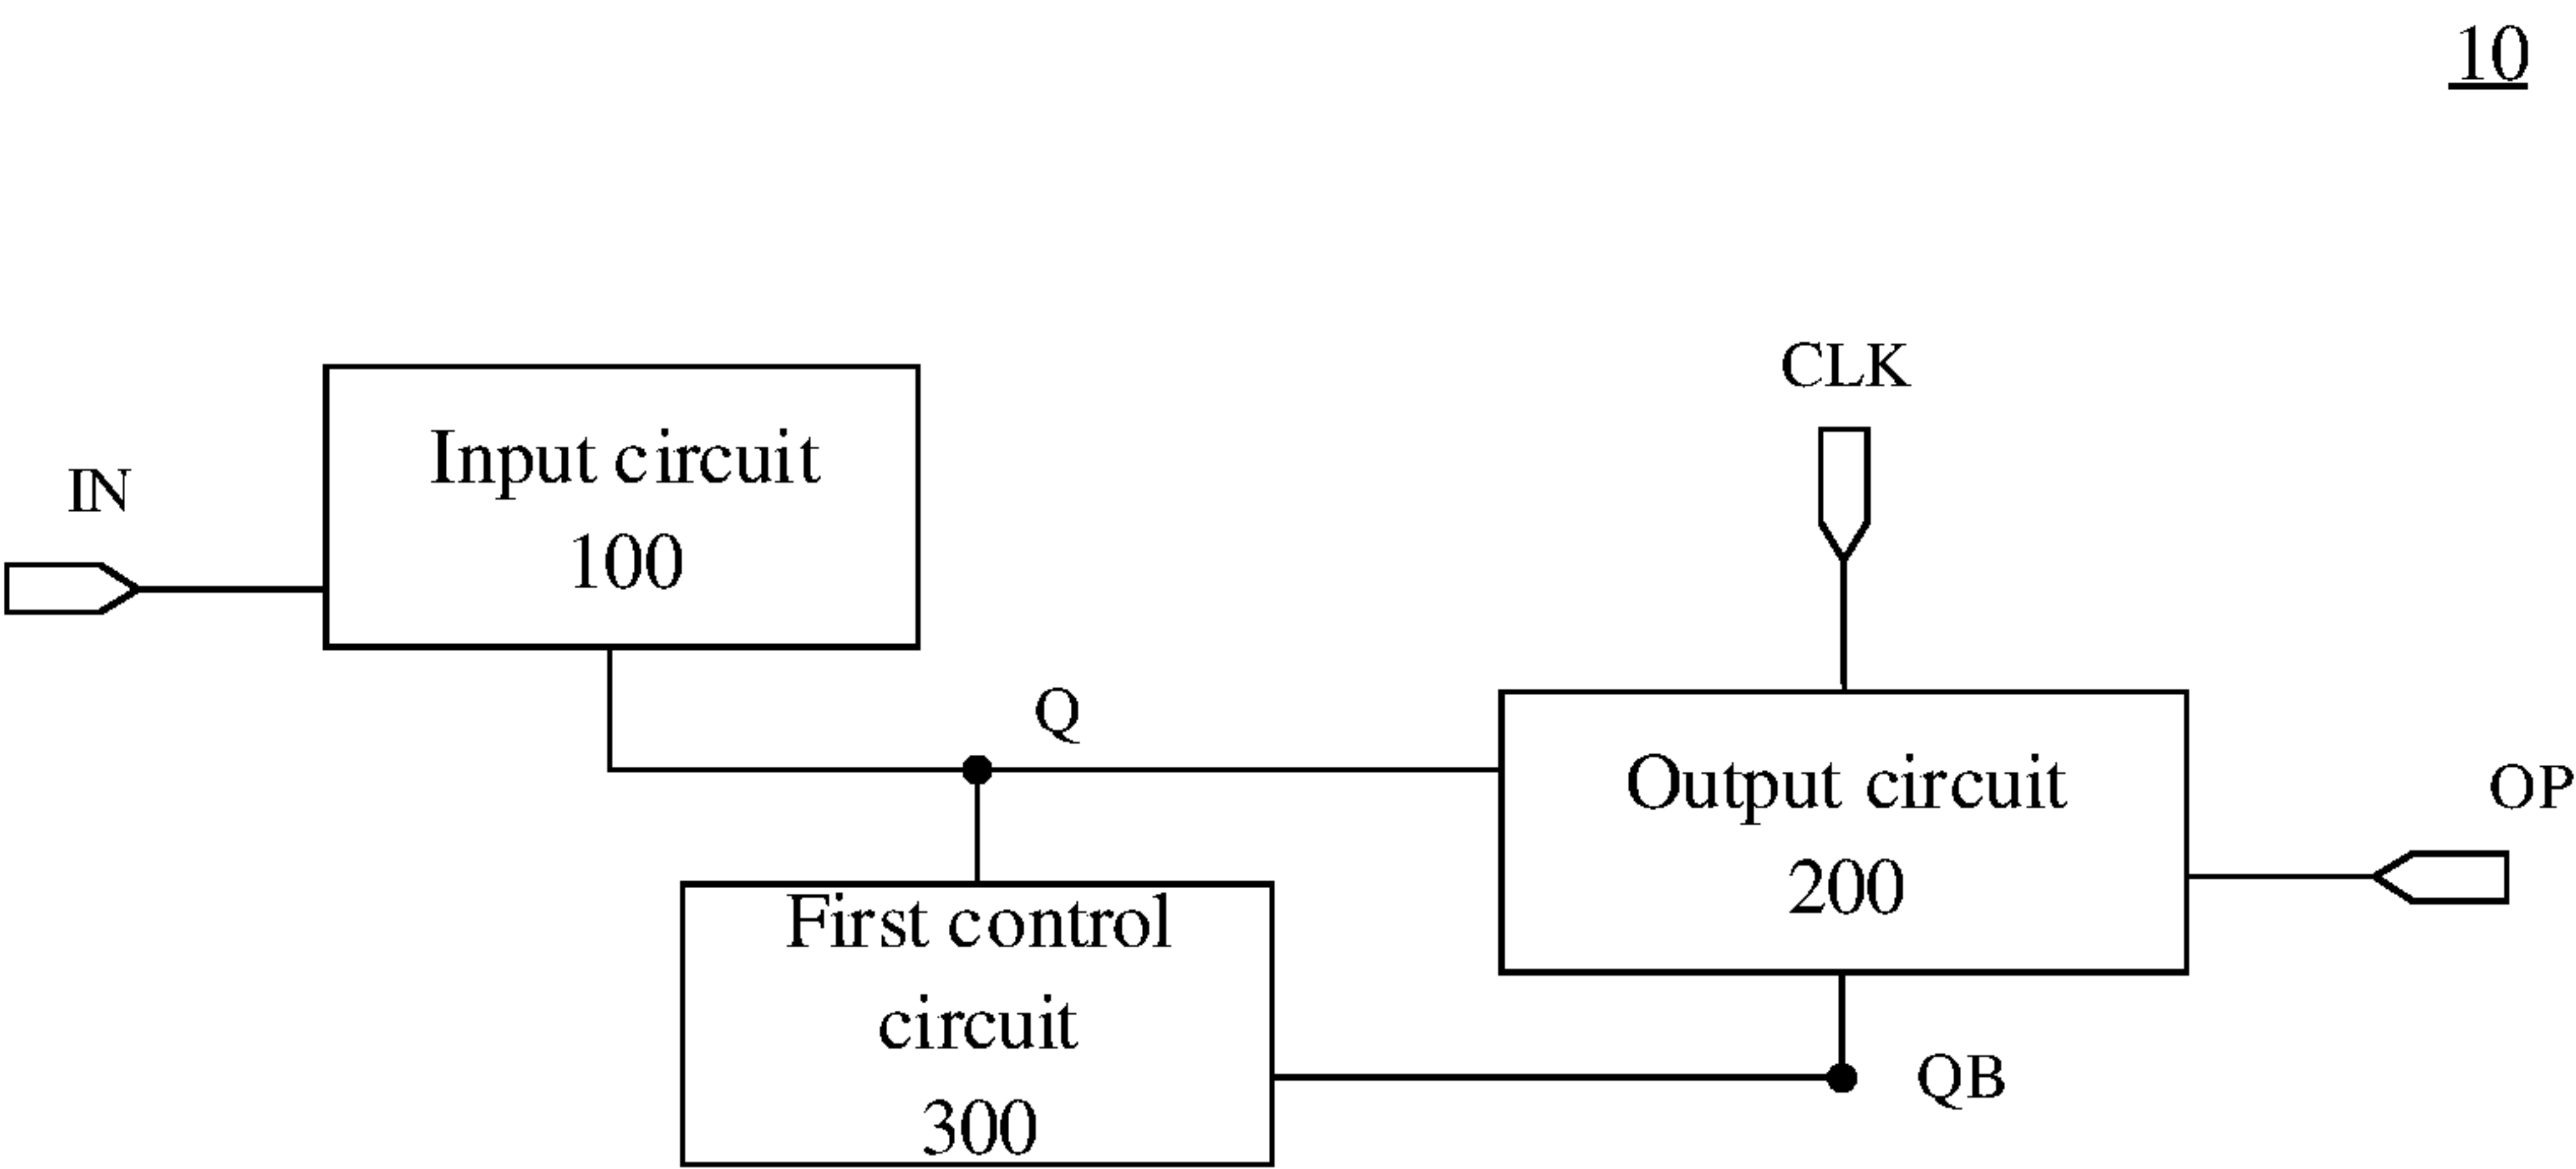 10
CLK
Input circuit
100
IN
Q
Output circuit
200
OP
First control
circuit
300
QB